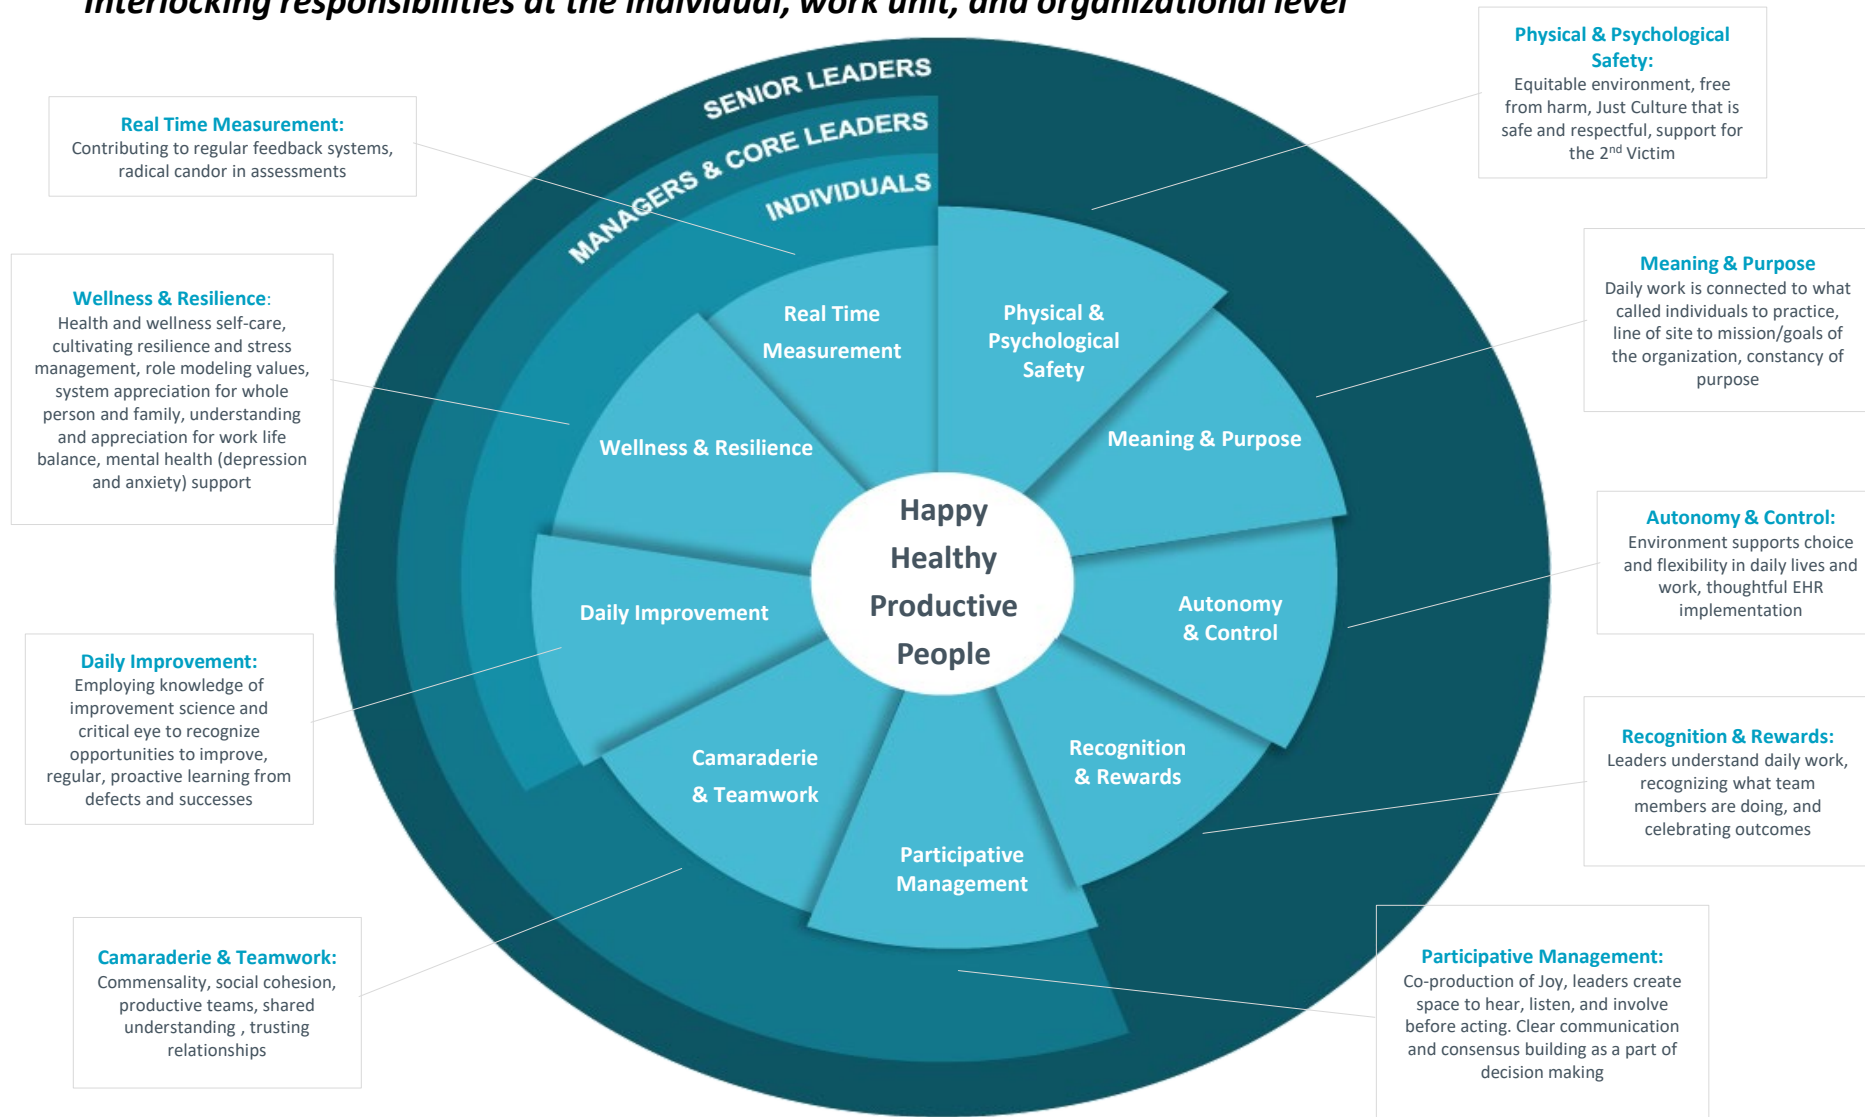 Interlocking responsibilities at the individual, work unit, and organizational level
SENIOR LEADERS
MANAGERS & CORE LEADERS
INDIVIDUALS
Real Time
Measurement
Physical &
Psychological
Safety
Meaning & Purpose
Autonomy
& Control
Recognition
& Rewards
Participative
Management
Camaraderie
& Teamwork
Daily Improvement
Wellness & Resilience
Happy
Healthy
Productive
People
Real Time Measurement:
Contributing to regular feedback systems,
radical candor in assessments
Wellness & Resilience:
Health and wellness self-care,
cultivating resilience and stress
management, role modeling values,
system appreciation for whole
person and family, understanding
and appreciation for work life
balance, mental health (depression
and anxiety) support
Daily Improvement:
Employing knowledge of
improvement science and
critical eye to recognize
opportunities to improve,
regular, proactive learning from
defects and successes
Camaraderie & Teamwork:
Commensality, social cohesion,
productive teams, shared
understanding , trusting
relationships
Physical & Psychological
Safety:
Equitable environment, free
from harm, Just Culture that is
safe and respectful, support for
the 2nd Victim
Meaning & Purpose
Daily work is connected to what
called individuals to practice,
line of site to mission/goals of
the organization, constancy of
purpose
Autonomy & Control:
Environment supports choice
and flexibility in daily lives and
work, thoughtful EHR
implementation
Recognition & Rewards:
Leaders understand daily work,
recognizing what team
members are doing, and
celebrating outcomes
Participative Management:
Co-production of Joy, leaders create
space to hear, listen, and involve
before acting. Clear communication
and consensus building as a part of
decision making